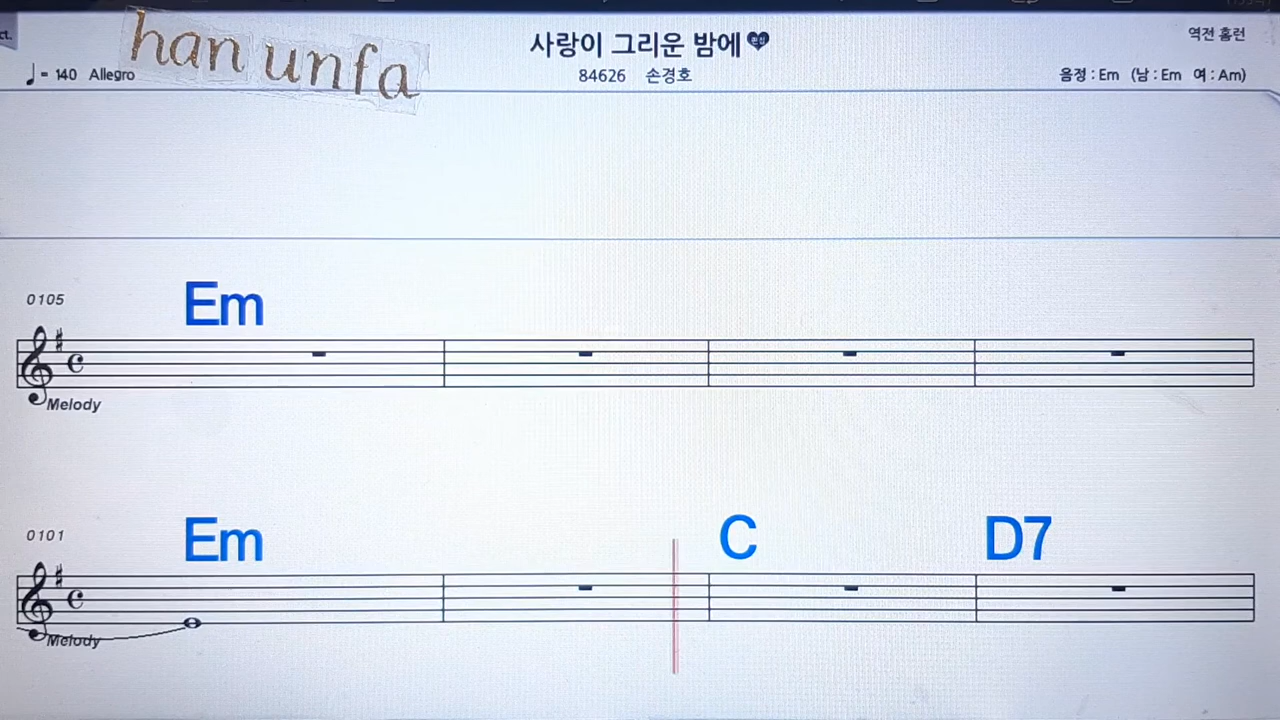 ct.
han unfa
사랑이 그리운 밤에
역전 홈런
♩= 140 Allegro
84626 손경호
음정 : Em (남 : Em 여 : Am)
0105
Em
Melody
0101
Em C D7
Melody